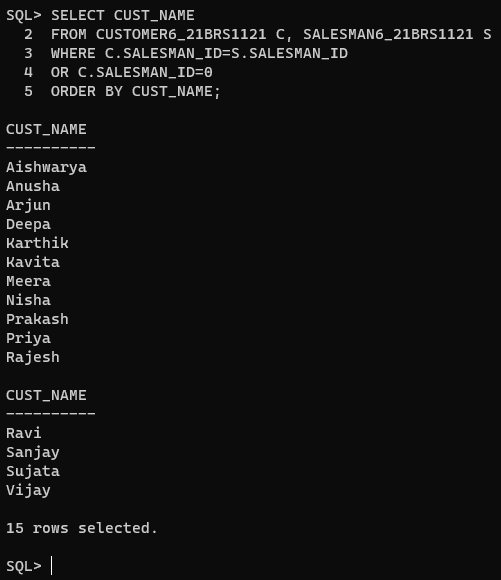 SQL> SELECT CUST_NAME
  2  FROM CUSTOMER6_21BRS1121 C, SALESMAN6_21BRS1121 S
  3  WHERE C.SALESMAN_ID=S.SALESMAN_ID
  4  OR C.SALESMAN_ID=0
  5  ORDER BY CUST_NAME;

CUST_NAME
----------
Aishwarya
Anusha
Arjun
Deepa
Karthik
Kavita
Meera
Nisha
Prakash
Priya
Rajesh

CUST_NAME
----------
Ravi
Sanjay
Sujata
Vijay

15 rows selected.

SQL>